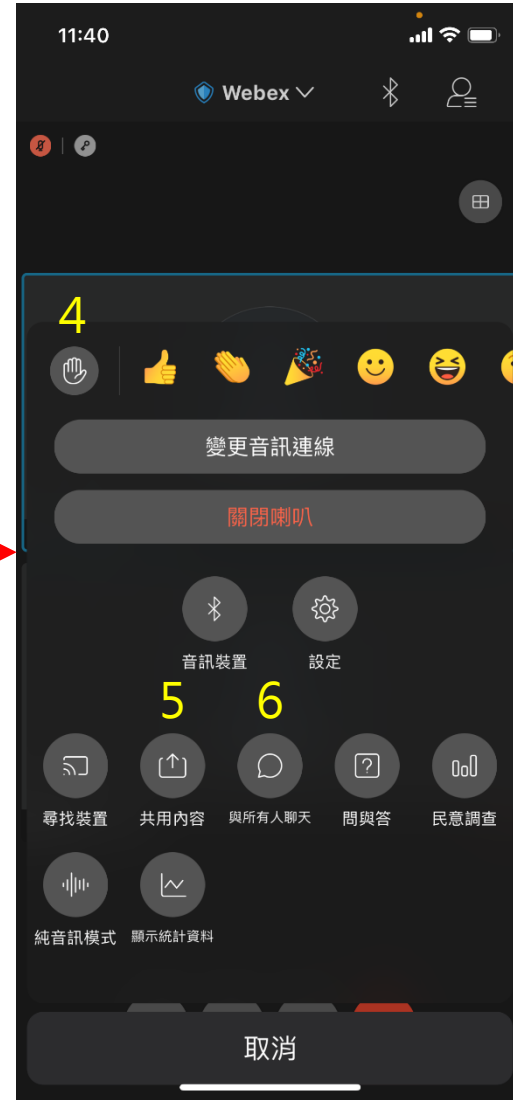 11:40
Webex
4
變更音訊連線
關閉喇叭
音訊裝置 設定
5 6
尋找裝置 共用內容 與所有人聊天 問與答 民意調查
純音訊模式 顯示統計資料
取消